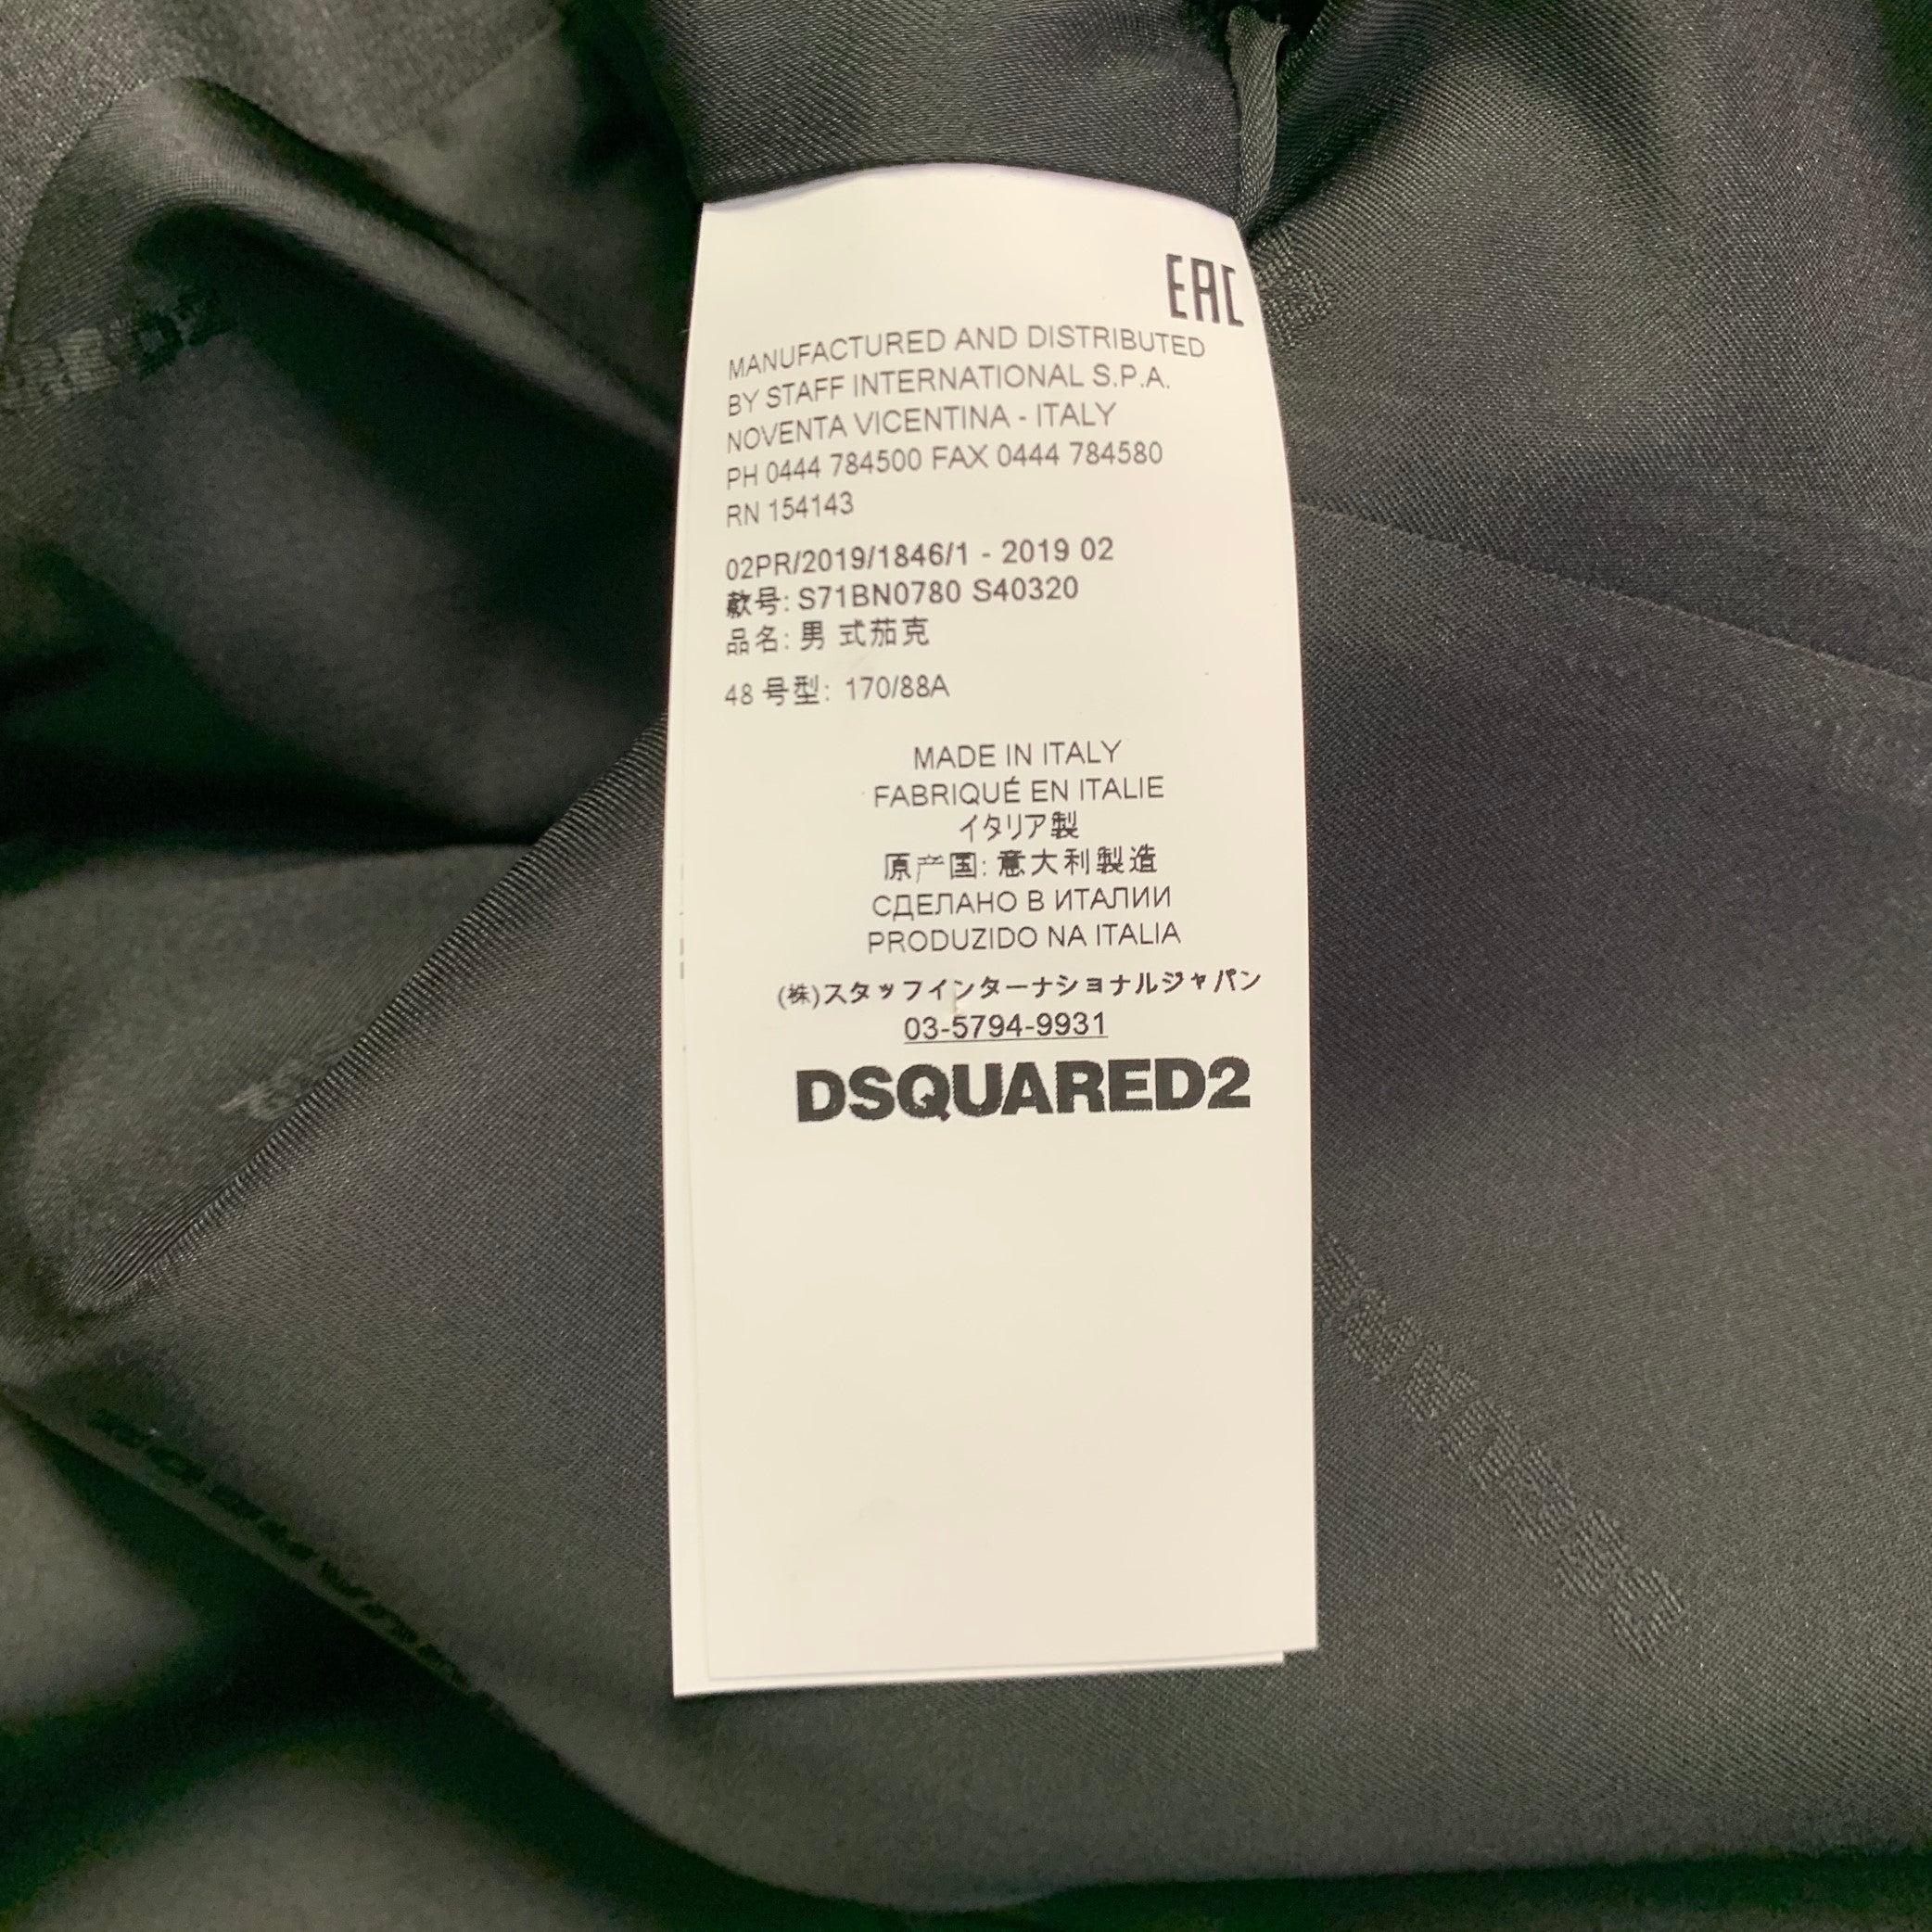 EAC
MANUFACTURED AND DISTRIBUTED
BY STAFF INTERNATIONAL S.P.A.
NOVENTA VICENTINA - ITALY
PH 0444 784500 FAX 0444 784580
RN 154143
02PR/2019/1846/1 - 2019 02
款号: S71BN0780 S40320
品名: 男 式茄克
48 号型: 170/88A
MADE IN ITALY
FABRIQUÉ EN ITALIE
イタリア製
原产国: 意大利製造
СДЕЛАНО В ИТАЛИИ
PRODUZIDO NA ITALIA
(株)スタッフインターナショナルジャパン
03-5794-9931
DSQUARED2